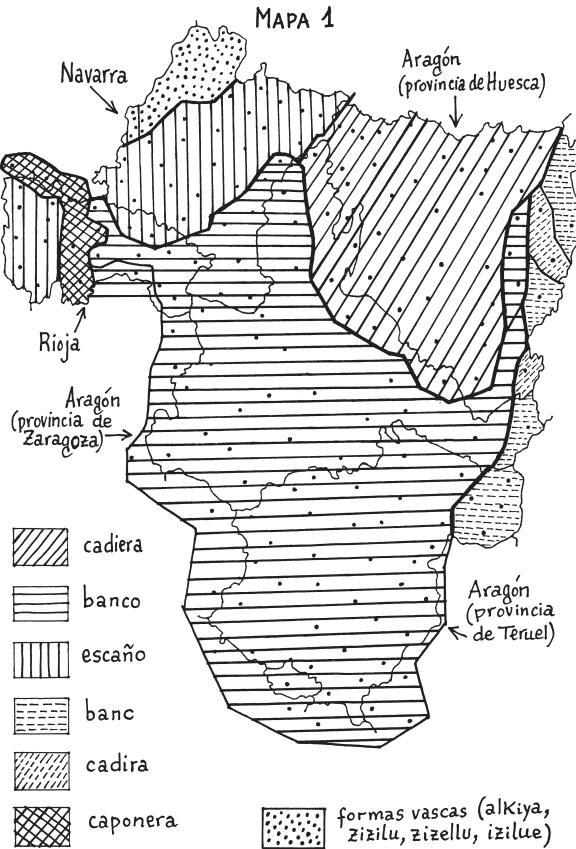 MAPA 1
Navarra
Aragón
(provincia de Huesca)
Rioja
Aragón
(provincia de
Zaragoza)
Aragón
(provincia
de Teruel)
cadiera
banco
escaño
banc
cadira
caponera
formas vascas (alkiya,
zizilu, zizellu, izilue)